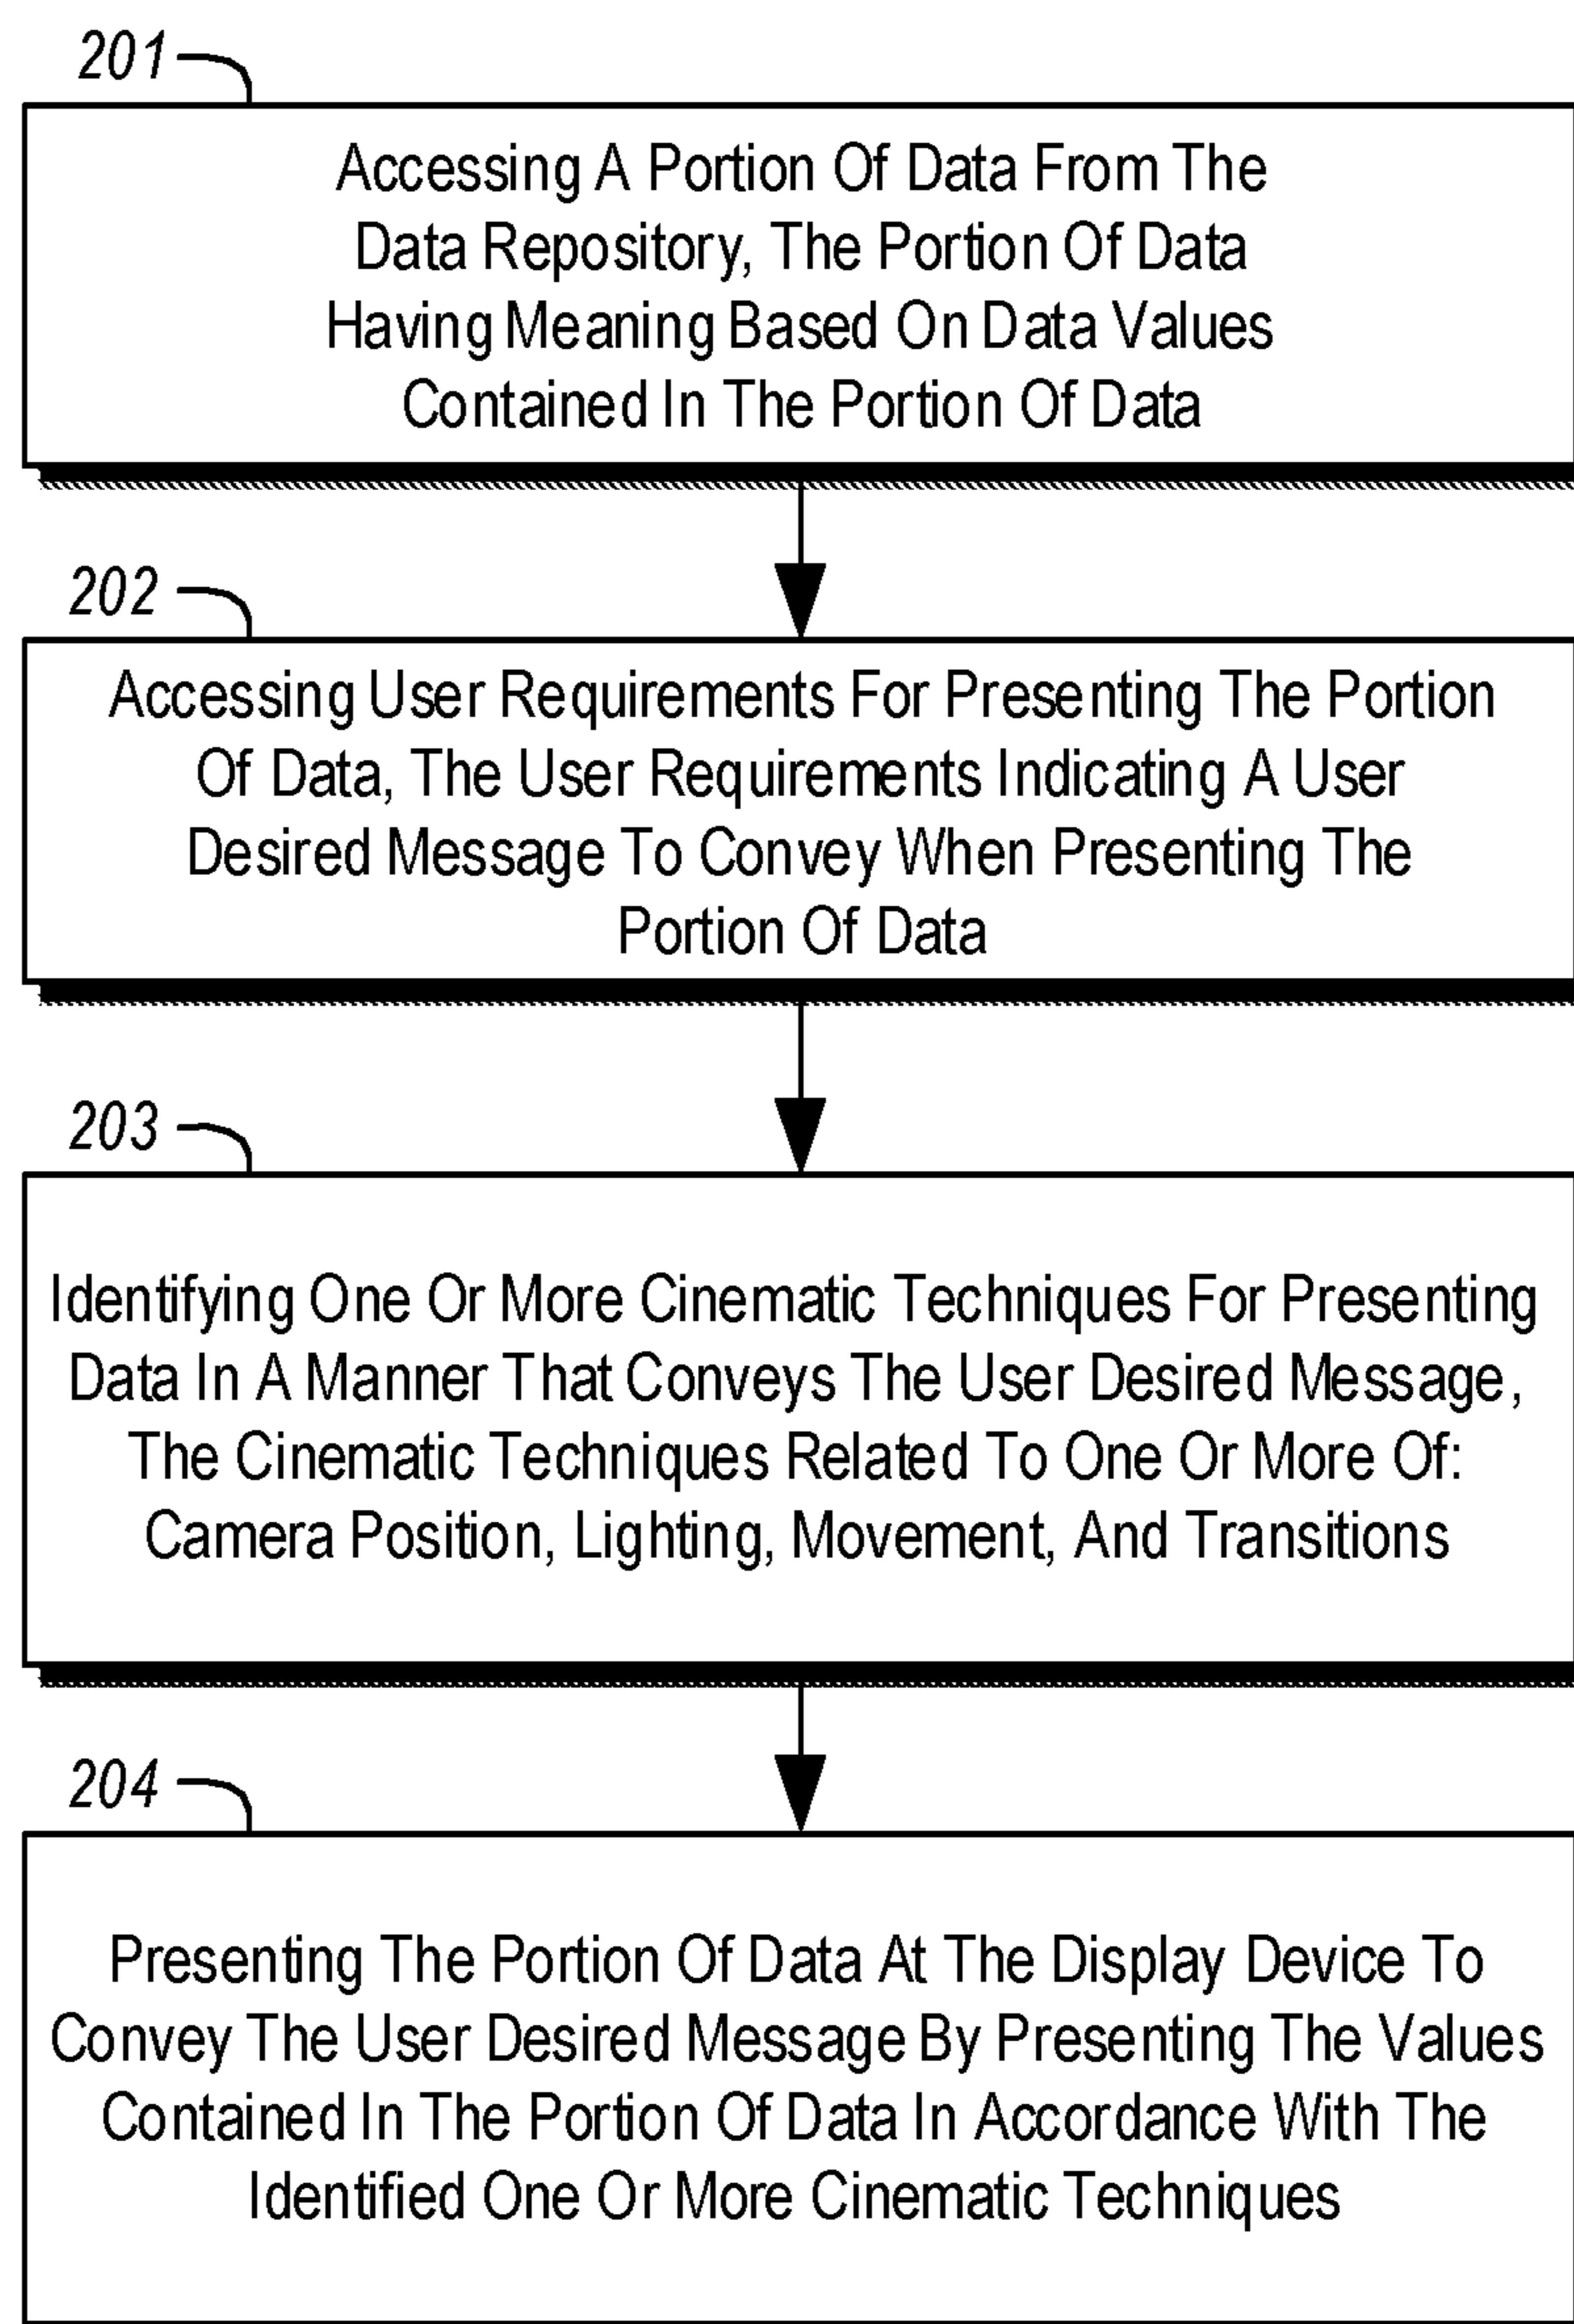 201
Accessing A Portion Of Data From The
Data Repository, The Portion Of Data
Having Meaning Based On Data Values
Contained In The Portion Of Data
202
Accessing User Requirements For Presenting The Portion
Of Data, The User Requirements Indicating A User
Desired Message To Convey When Presenting The
Portion Of Data
203
Identifying One Or More Cinematic Techniques For Presenting
Data In A Manner That Conveys The User Desired Message,
The Cinematic Techniques Related To One Or More Of:
Camera Position, Lighting, Movement, And Transitions
204
Presenting The Portion Of Data At The Display Device To
Convey The User Desired Message By Presenting The Values
Contained In The Portion Of Data In Accordance With The
Identified One Or More Cinematic Techniques